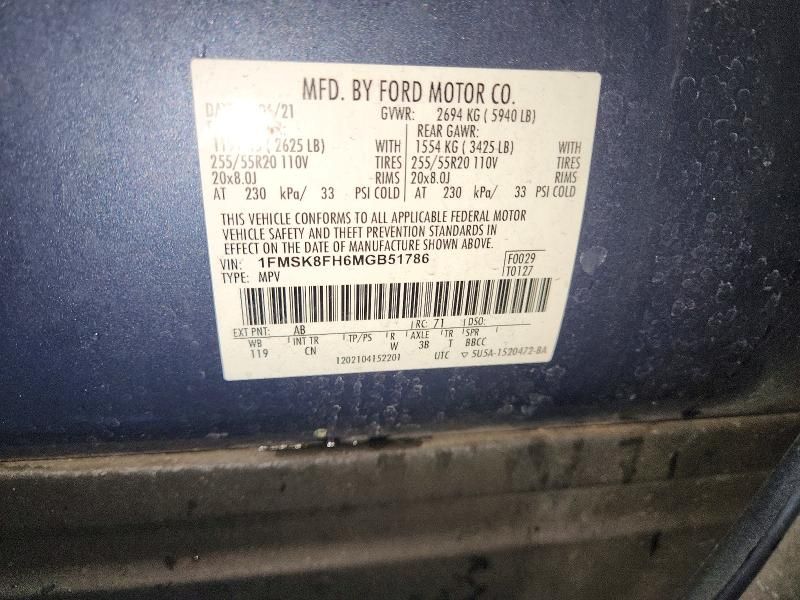 MFD. BY FORD MOTOR CO.
/21 GVWR: 2694 KG ( 5940 LB)
REAR GAWR:
( 2625 LB) WITH 1554 KG ( 3425 LB) WITH
255/55R20 110V TIRES 255/55R20 110V TIRES
20x8.0J RIMS 20x8.0J RIMS
AT 230 kPa/ 33 PSI COLD AT 230 kPa/ 33 PSI COLD
THIS VEHICLE CONFORMS TO ALL APPLICABLE FEDERAL MOTOR
VEHICLE SAFETY AND THEFT PREVENTION STANDARDS IN
EFFECT ON THE DATE OF MANUFACTURE SHOWN ABOVE.
VIN: 1FMSK8FH6MGB51786 F0029
TYPE: MPV T0127
EXT PNT: AB RC: 71 DSO:
WB INT TR TP/PS R AXLE TR SPR
119 CN W 3B T BBCC
1202104152201 UTC ▽ 5U5A-1520472-BA